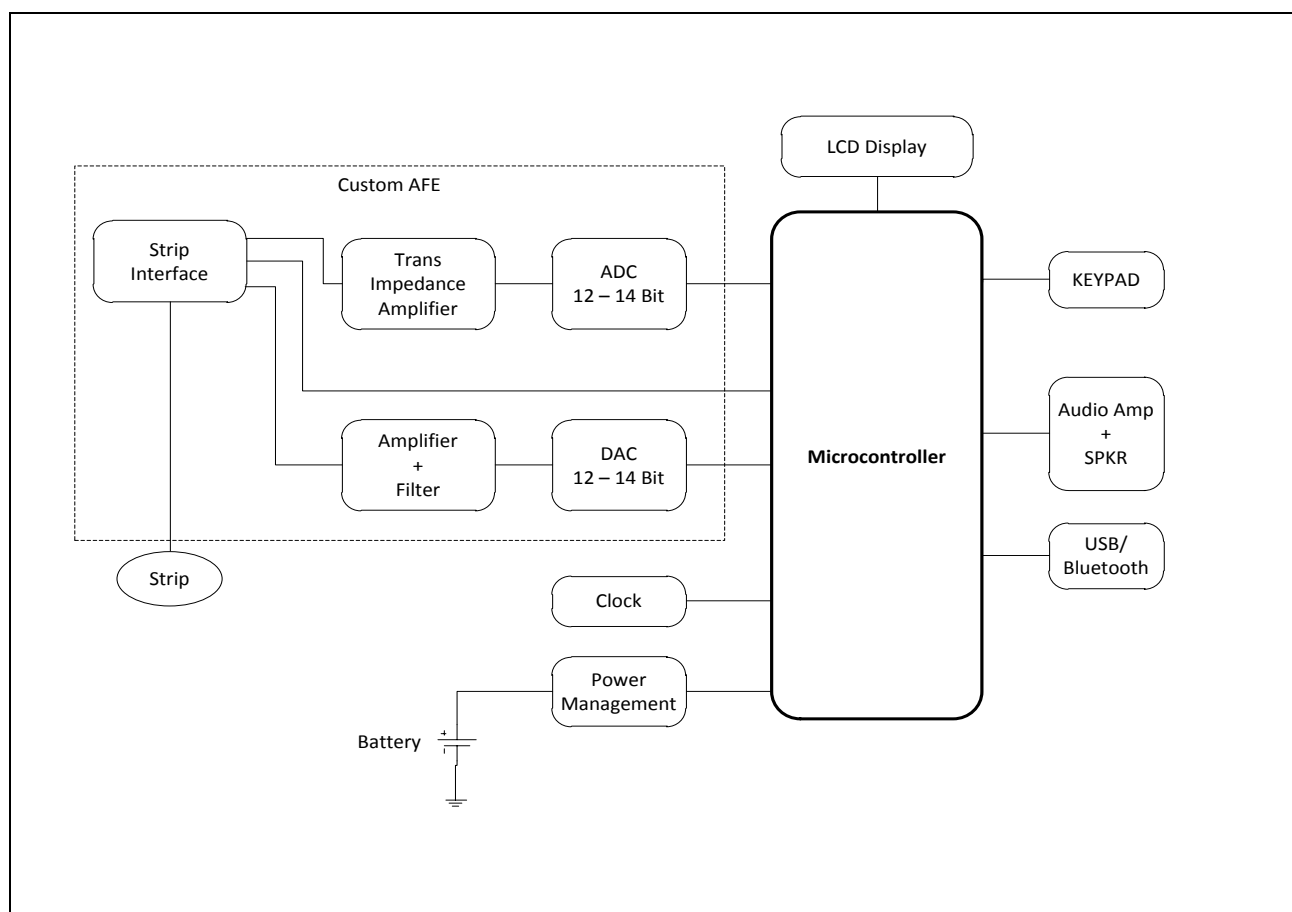 LCD Display
Custom AFE
Strip
Interface
Trans
Impedance
Amplifier
ADC
12 – 14 Bit
KEYPAD
Amplifier
+
Filter
DAC
12 – 14 Bit
Microcontroller
Audio Amp
+
SPKR
USB/
Bluetooth
Strip
Clock
Power
Management
Battery
+
-